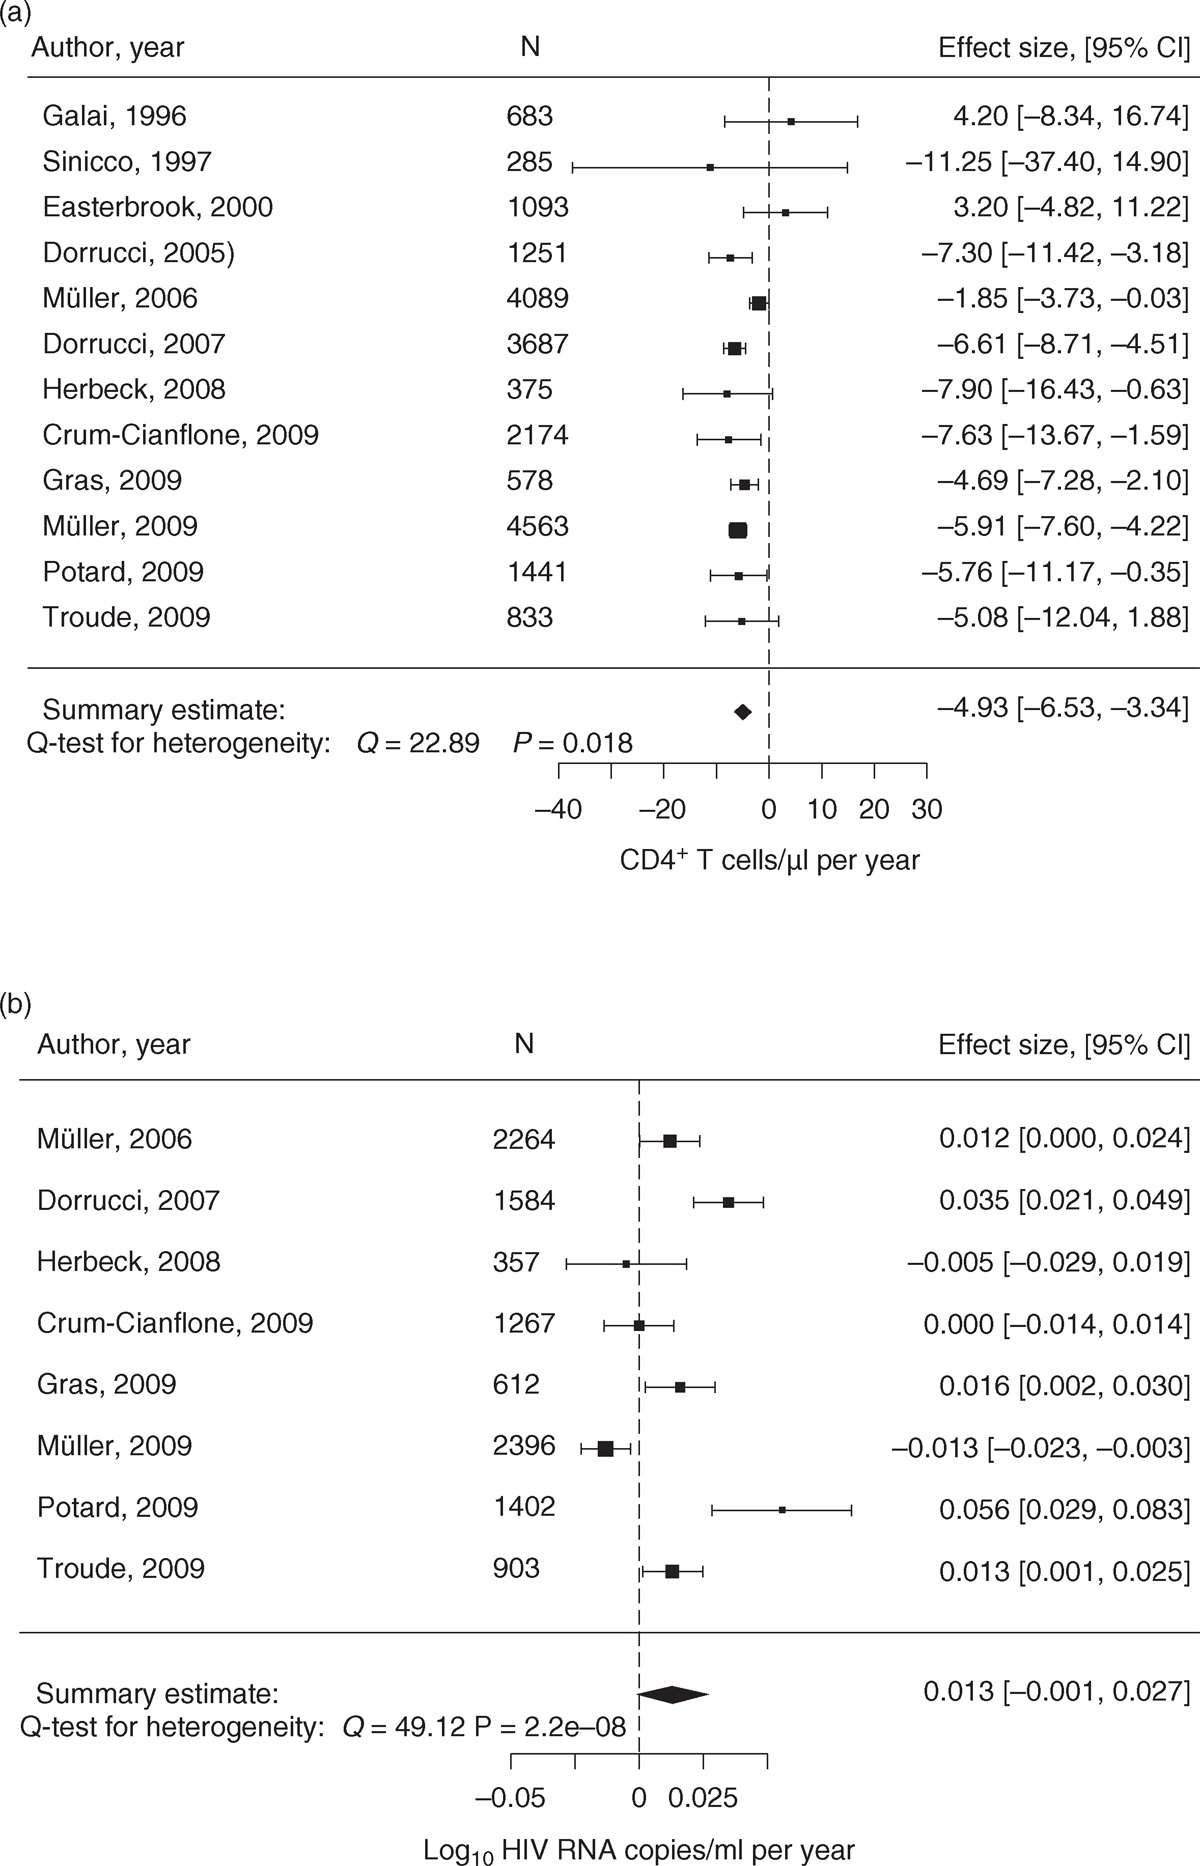 (a)
Author, year N Effect size, [95% CI]
Galai, 1996 683 4.20 [–8.34, 16.74]
Sinicco, 1997 285 –11.25 [–37.40, 14.90]
Easterbrook, 2000 1093 3.20 [–4.82, 11.22]
Dorrucci, 2005) 1251 –7.30 [–11.42, –3.18]
Müller, 2006 4089 –1.85 [–3.73, –0.03]
Dorrucci, 2007 3687 –6.61 [–8.71, –4.51]
Herbeck, 2008 375 –7.90 [–16.43, –0.63]
Crum-Cianflone, 2009 2174 –7.63 [–13.67, –1.59]
Gras, 2009 578 –4.69 [–7.28, –2.10]
Müller, 2009 4563 –5.91 [–7.60, –4.22]
Potard, 2009 1441 –5.76 [–11.17, –0.35]
Troude, 2009 833 –5.08 [–12.04, 1.88]
Summary estimate: –4.93 [–6.53, –3.34]
Q-test for heterogeneity: Q = 22.89 P = 0.018
–40 –20 0 10 20 30
CD4⁺ T cells/µl per year
(b)
Author, year N Effect size, [95% CI]
Müller, 2006 2264 0.012 [0.000, 0.024]
Dorrucci, 2007 1584 0.035 [0.021, 0.049]
Herbeck, 2008 357 –0.005 [–0.029, 0.019]
Crum-Cianflone, 2009 1267 0.000 [–0.014, 0.014]
Gras, 2009 612 0.016 [0.002, 0.030]
Müller, 2009 2396 –0.013 [–0.023, –0.003]
Potard, 2009 1402 0.056 [0.029, 0.083]
Troude, 2009 903 0.013 [0.001, 0.025]
Summary estimate: 0.013 [–0.001, 0.027]
Q-test for heterogeneity: Q = 49.12 P = 2.2e–08
–0.05 0 0.025
Log₁₀ HIV RNA copies/ml per year